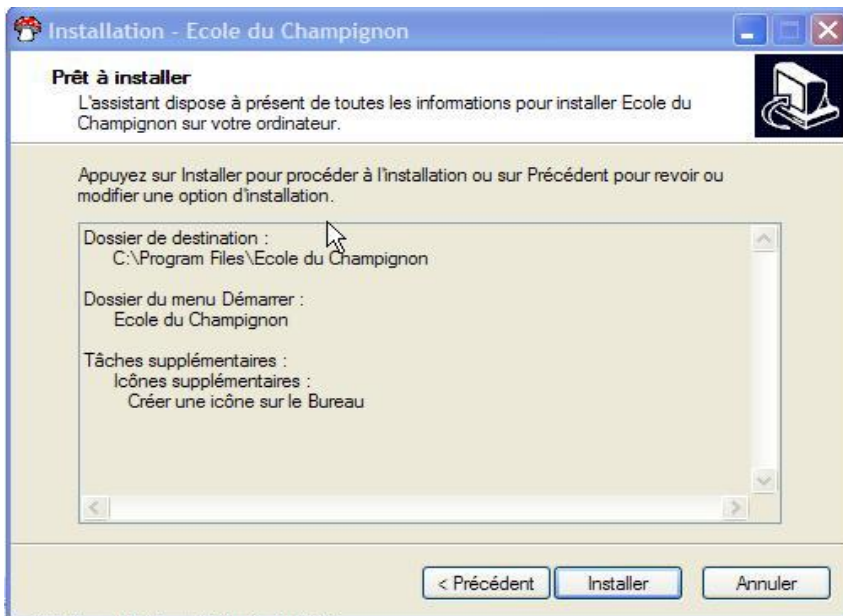 Installation - Ecole du Champignon
Prêt à installer
L'assistant dispose à présent de toutes les informations pour installer Ecole du
Champignon sur votre ordinateur.
Appuyez sur Installer pour procéder à l'installation ou sur Précédent pour revoir ou
modifier une option d'installation.
Dossier de destination :
C:\Program Files\Ecole du Champignon
Dossier du menu Démarrer :
Ecole du Champignon
Tâches supplémentaires :
Icônes supplémentaires :
Créer une icône sur le Bureau
< Précédent
Installer
Annuler